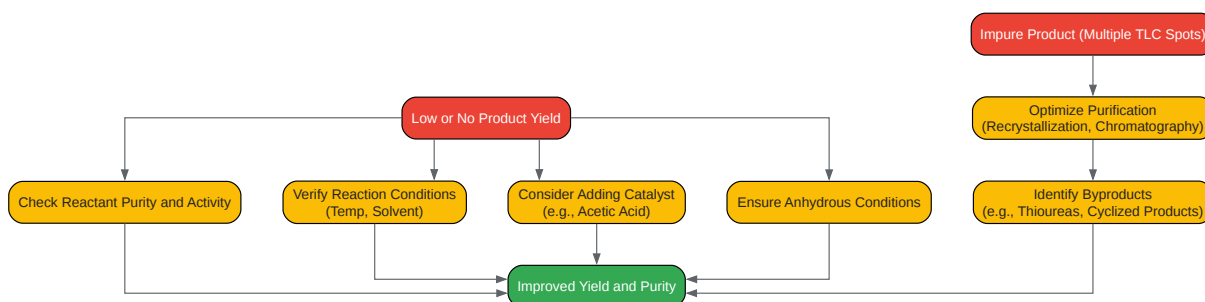 Impure Product (Multiple TLC Spots)
Low or No Product Yield
Optimize Purification
(Recrystallization, Chromatography)
Check Reactant Purity and Activity
Verify Reaction Conditions
(Temp, Solvent)
Consider Adding Catalyst
(e.g., Acetic Acid)
Ensure Anhydrous Conditions
Identify Byproducts
(e.g., Thioureas, Cyclized Products)
Improved Yield and Purity